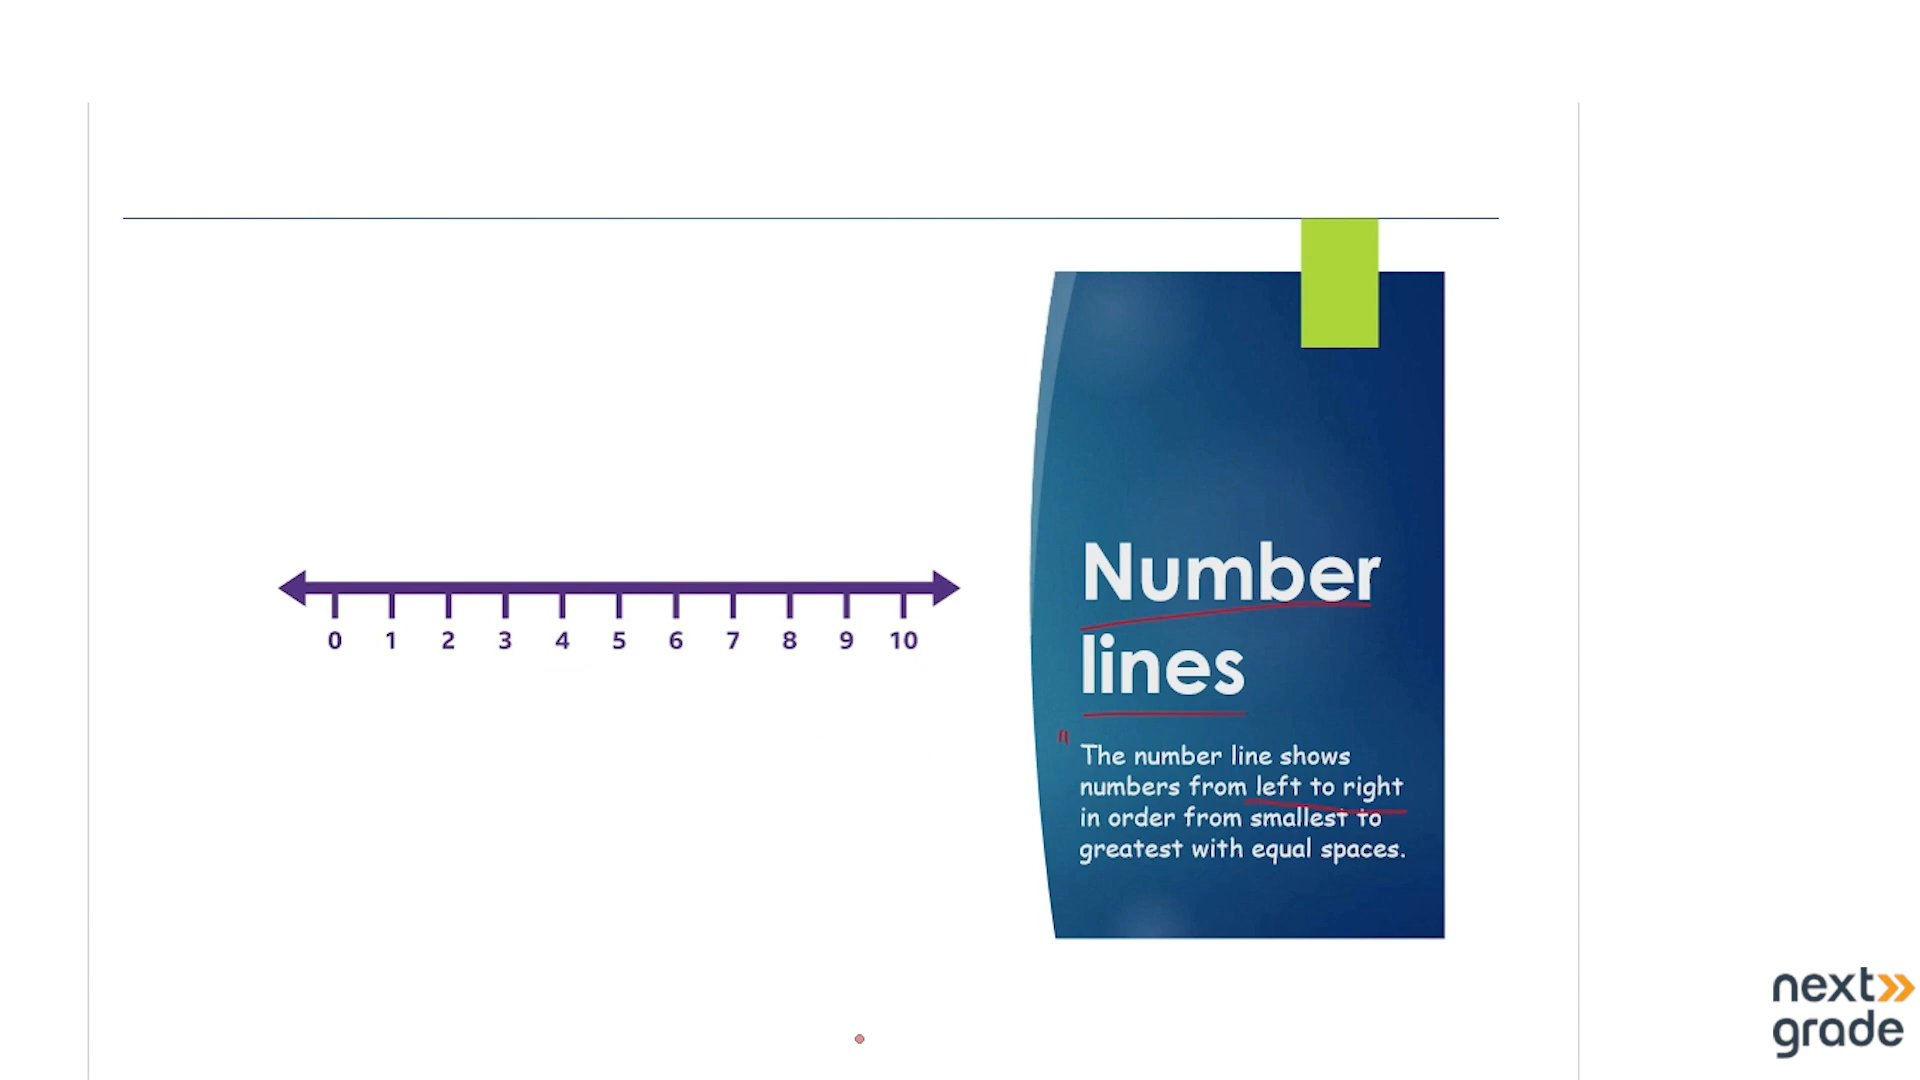 0 1 2 3 4 5 6 7 8 9 10
Number
lines
"
The number line shows
numbers from left to right
in order from smallest to
greatest with equal spaces.
next
grade